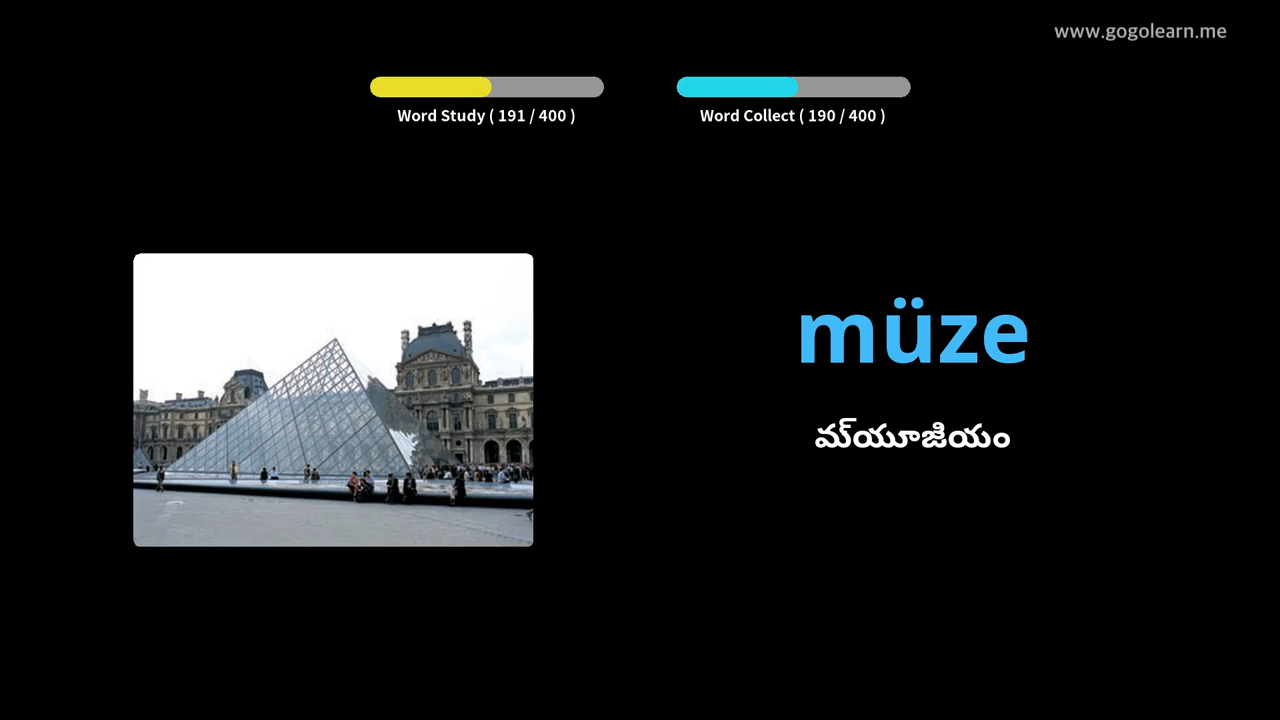 www.gogolearn.me
Word Study ( 191 / 400 )
Word Collect ( 190 / 400 )
müze
మ్‌యూజియం